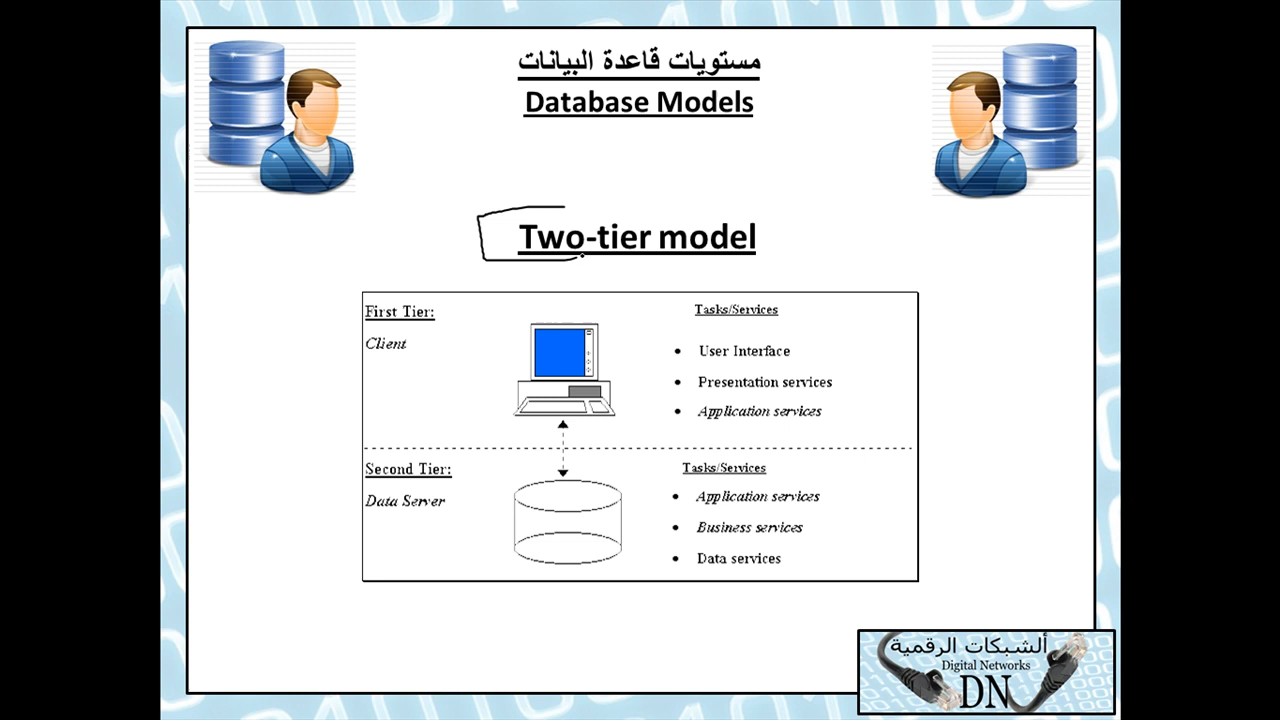 مستويات قاعدة البيانات
Database Models
Two-tier model
First Tier:
Client
Tasks/Services
• User Interface
• Presentation services
• Application services
Second Tier:
Data Server
Tasks/Services
• Application services
• Business services
• Data services
ألشبكات الرقمية
Digital Networks
DN